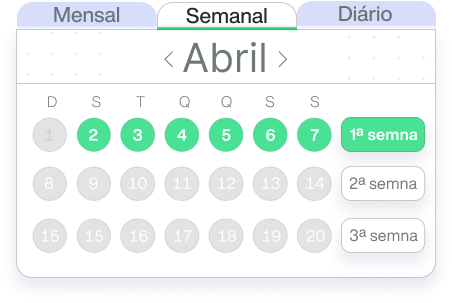 Mensal Semanal Diário
< Abril >
D S T Q Q S S
1 2 3 4 5 6 7 1ª semna
8 9 10 11 12 13 14 2ª semna
15 15 16 17 18 19 20 3ª semna